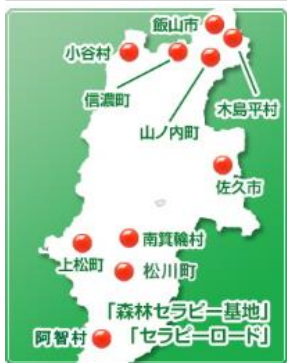 飯山市
小谷村
信濃町
木島平村
山ノ内町
佐久市
南箕輪村
上松町
松川町
「森林セラピー基地」
「セラピーロード」
阿智村